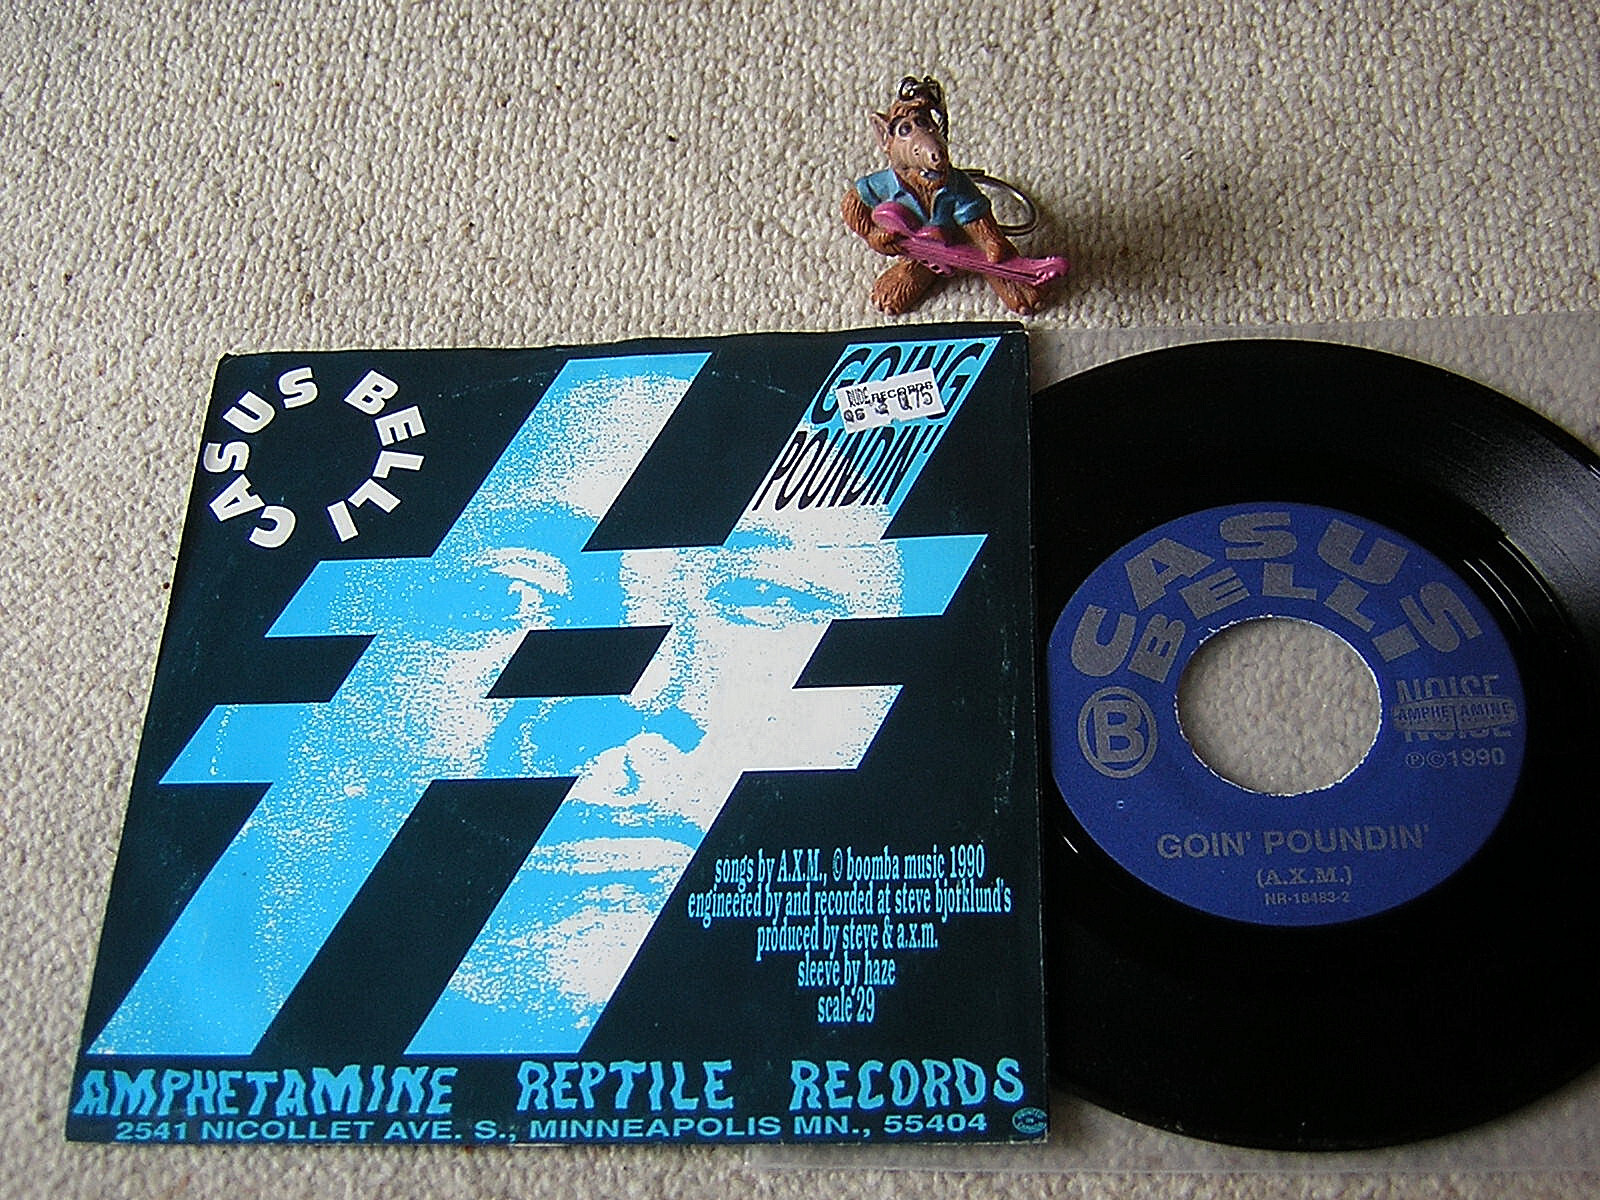 CASUS BELLI
GOING
POUNDIN'
RECORDS
songs by A.X.M., © boomba music 1990
engineered by and recorded at steve bjorklund's
produced by steve & a.x.m.
sleeve by haze
scale 29
AMPHETAMINE REPTILE RECORDS
2541 NICOLLET AVE. S., MINNEAPOLIS MN., 55404
CASUS
BELLI
B
NOISE
AMPHETAMINE
NOISE
Ⓟ©1990
GOIN' POUNDIN'
(A.X.M.)
NR-18483-2